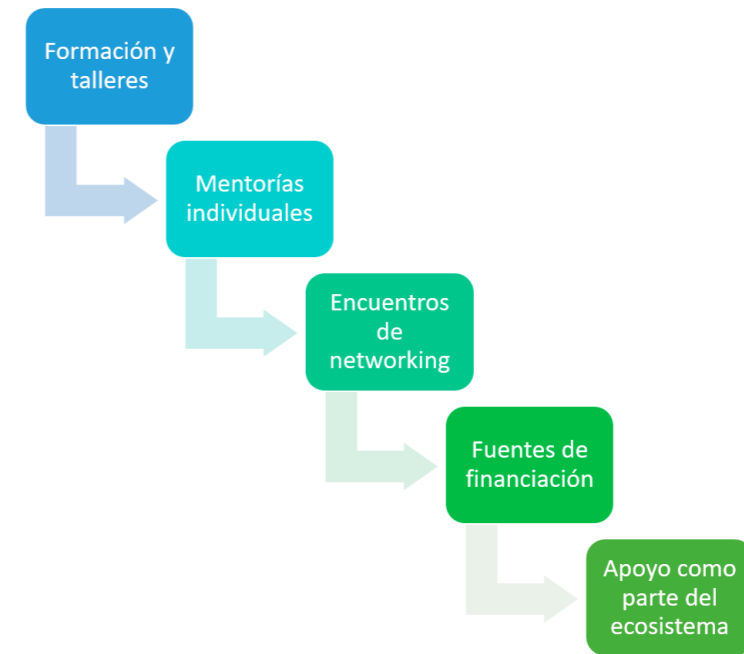 Formación y
talleres
Mentorías
individuales
Encuentros
de
networking
Fuentes de
financiación
Apoyo como
parte del
ecosistema